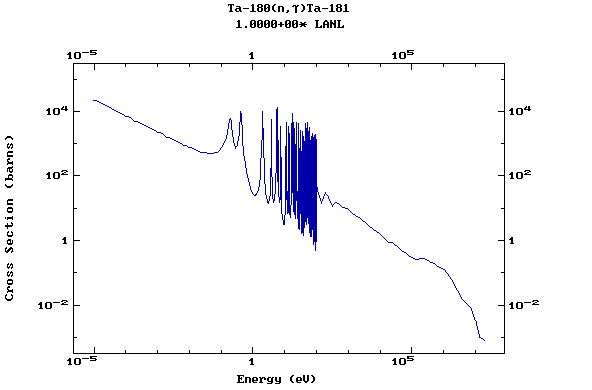 Ta-180(n,γ)Ta-181
1.0000+00* LANL
10⁻⁵ 1 10⁵
10⁴ 10⁴
10² 10²
1 1
10⁻² 10⁻²
Cross Section (barns)
10⁻⁵ 1 10⁵
Energy (eV)